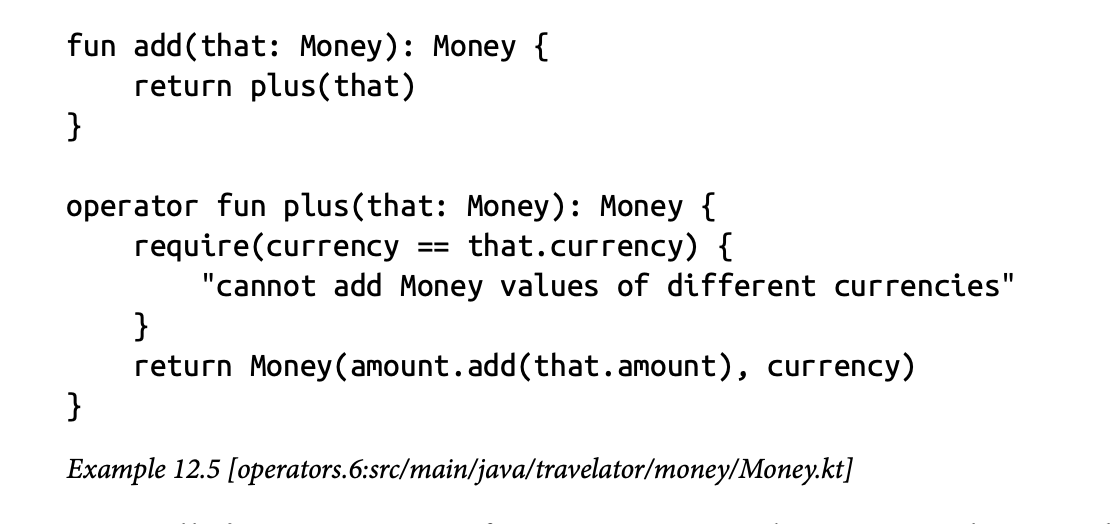 fun add(that: Money): Money {
    return plus(that)
}

operator fun plus(that: Money): Money {
    require(currency == that.currency) {
        "cannot add Money values of different currencies"
    }
    return Money(amount.add(that.amount), currency)
}
Example 12.5 [operators.6:src/main/java/travelator/money/Money.kt]